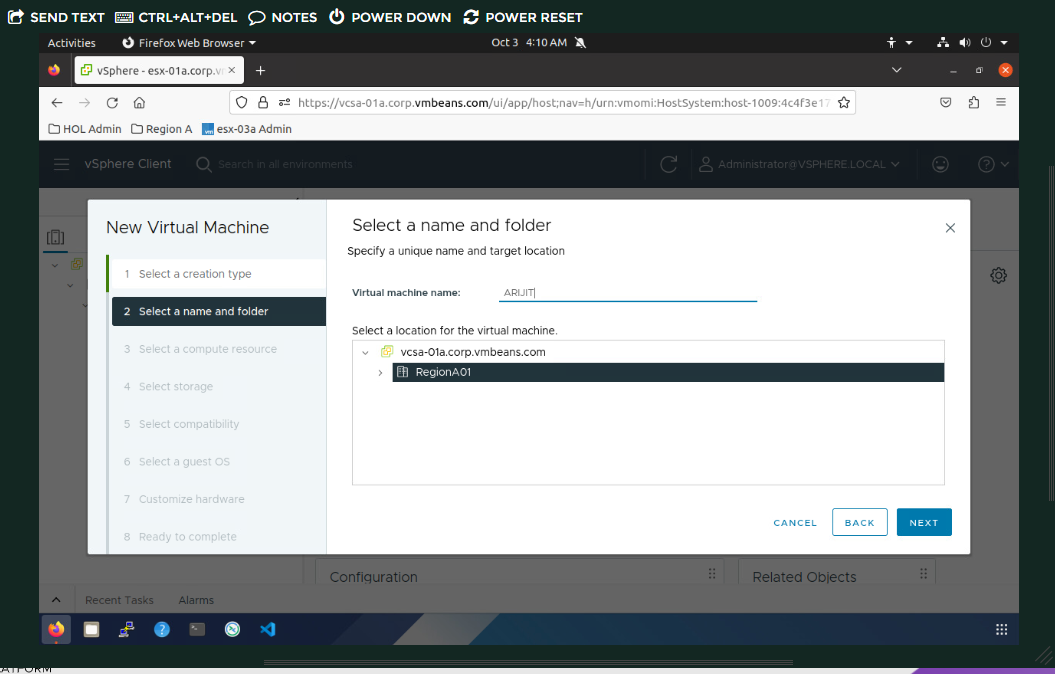 SEND TEXT CTRL+ALT+DEL NOTES POWER DOWN POWER RESET
Activities Firefox Web Browser Oct 3 4:10 AM
vSphere - esx-01a.corp.vm
https://vcsa-01a.corp.vmbeans.com/ui/app/host;nav=h/urn:vmomi:HostSystem:host-1009:4c4f3e17
HOL Admin Region A esx-03a Admin
vSphere Client Search in all environments Administrator@VSPHERE.LOCAL
New Virtual Machine
1 Select a creation type
2 Select a name and folder
3 Select a compute resource
4 Select storage
5 Select compatibility
6 Select a guest OS
7 Customize hardware
8 Ready to complete
Select a name and folder
Specify a unique name and target location
Virtual machine name: ARIJIT
Select a location for the virtual machine.
vcsa-01a.corp.vmbeans.com
RegionA01
CANCEL BACK NEXT
Configuration Related Objects
Recent Tasks Alarms